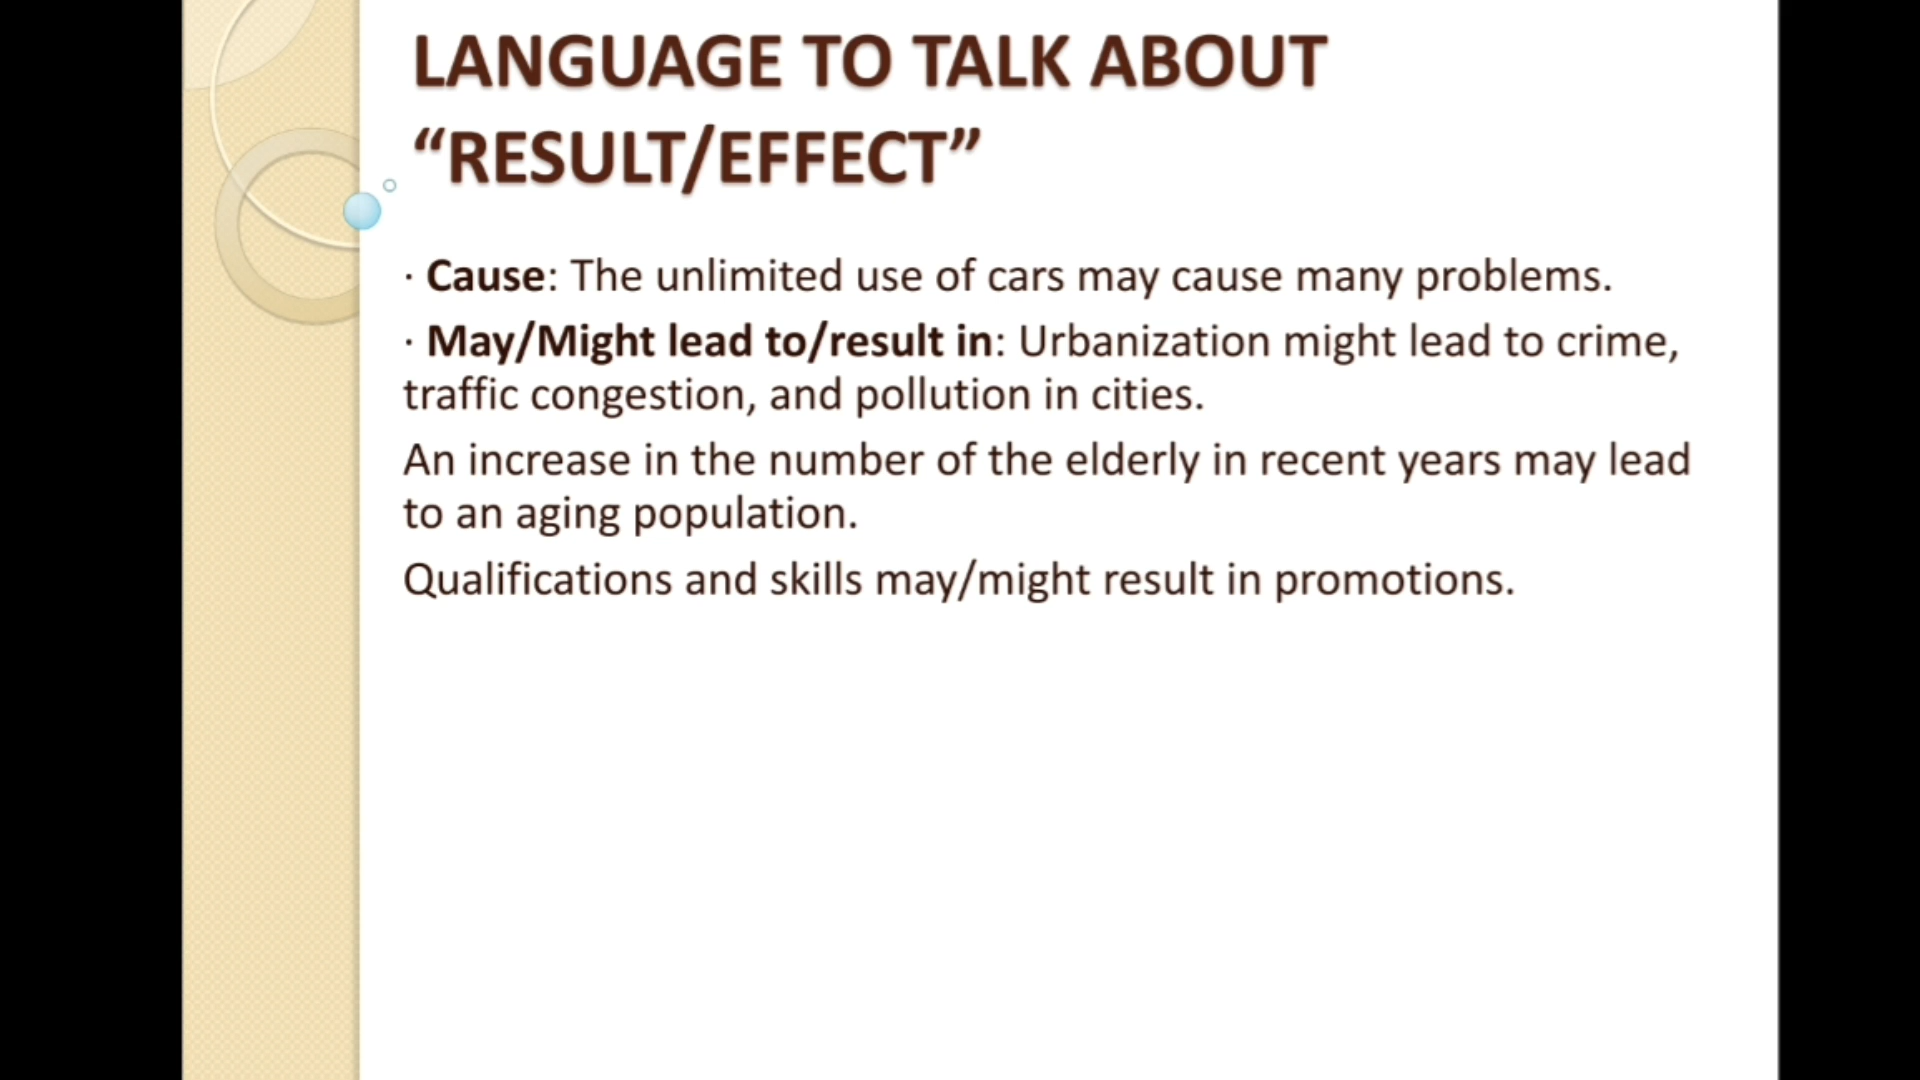 LANGUAGE TO TALK ABOUT
“RESULT/EFFECT”
· Cause: The unlimited use of cars may cause many problems.
· May/Might lead to/result in: Urbanization might lead to crime,
traffic congestion, and pollution in cities.
An increase in the number of the elderly in recent years may lead
to an aging population.
Qualifications and skills may/might result in promotions.